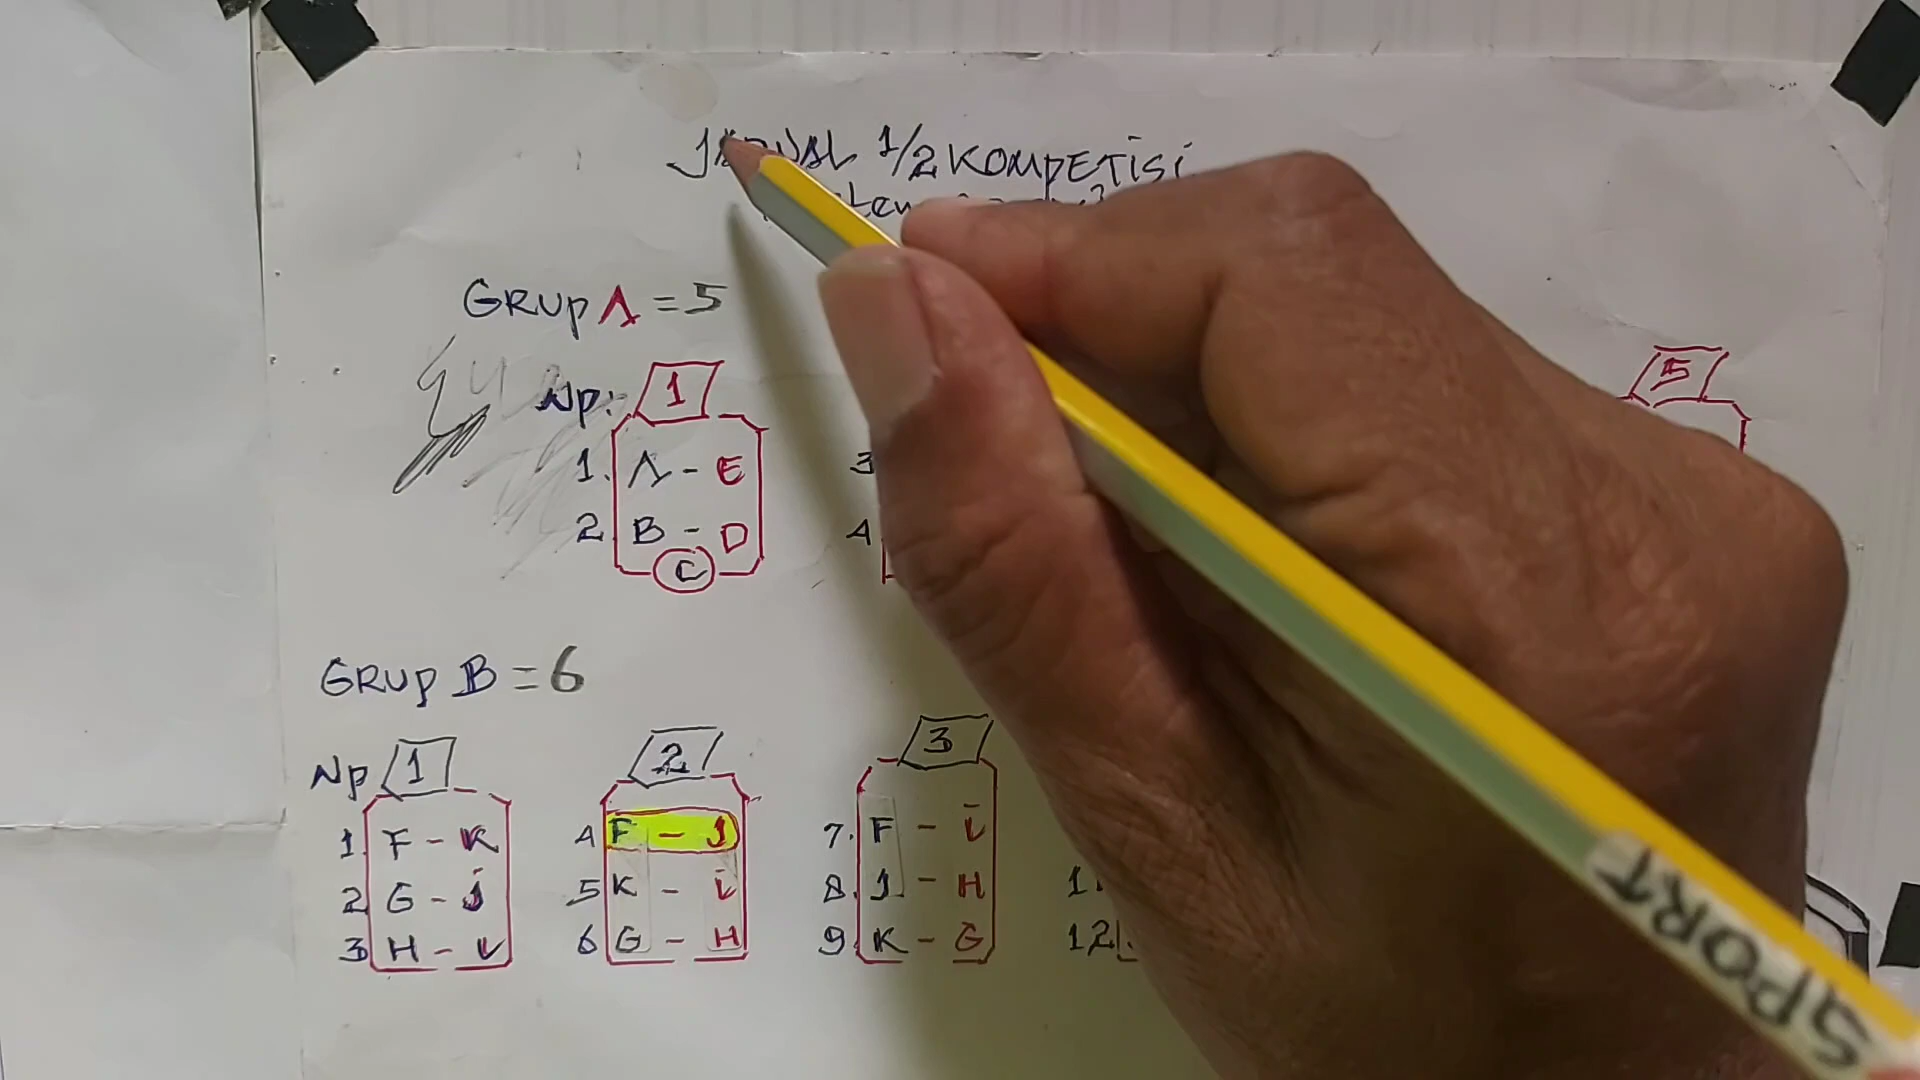 JADWAL 1/2 KOMPETISI
GRUP A = 5
Np: 1
5
1. A - E
3
2 B - D
4
C
GRUP B = 6
Np 1
2
3
1. F - K
4 F - J
7. F - I
2 G - J
5 K - I
8. J - H
3 H - I
6 G - H
9 K - G
12
SPORT